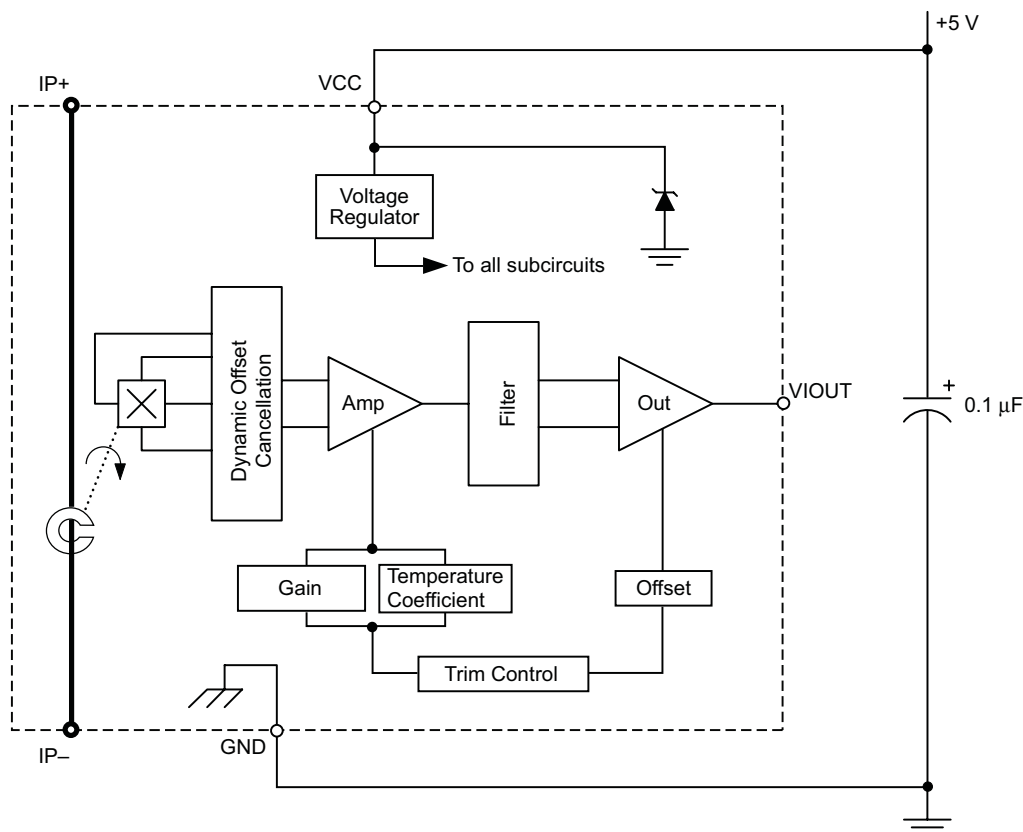 +5 V
IP+
VCC
Voltage
Regulator
To all subcircuits
Dynamic Offset
Cancellation
Amp
Filter
Out
VIOUT
+
0.1 μF
Gain
Temperature
Coefficient
Offset
Trim Control
GND
IP–